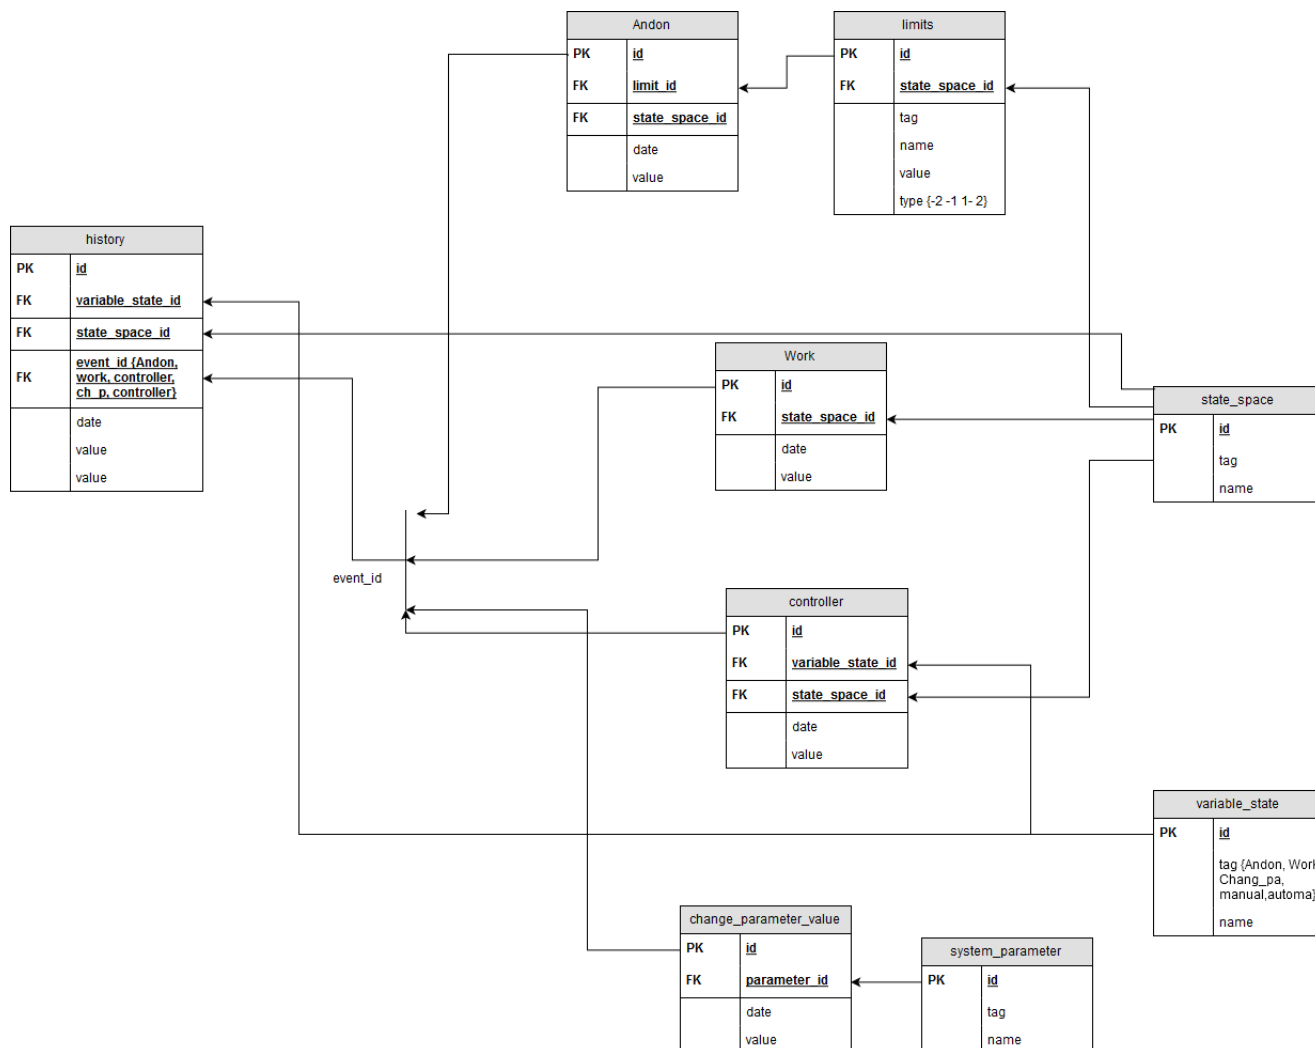 Andon
PK id
FK limit_id
FK state_space_id
date
value
limits
PK id
FK state_space_id
tag
name
value
type {-2 -1 1- 2}
history
PK id
FK variable_state_id
FK state_space_id
FK event_id {Andon,
work, controller,
ch_p, controller}
date
value
value
Work
PK id
FK state_space_id
date
value
state_space
PK id
tag
name
event_id
controller
PK id
FK variable_state_id
FK state_space_id
date
value
variable_state
PK id
tag {Andon, Work
Chang_pa,
manual,automa}
name
change_parameter_value
PK id
FK parameter_id
date
value
system_parameter
PK id
tag
name